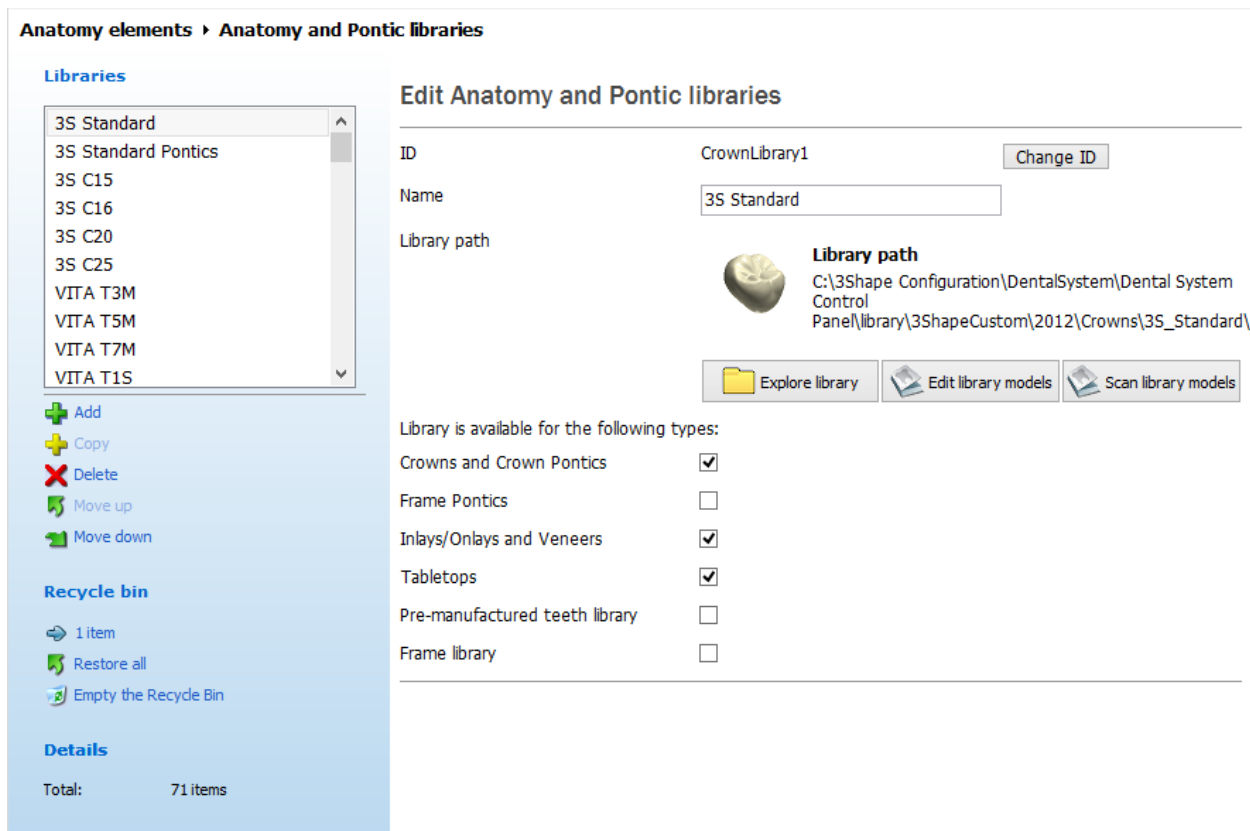 Anatomy elements ‣ Anatomy and Pontic libraries
Libraries
3S Standard
3S Standard Pontics
3S C15
3S C16
3S C20
3S C25
VITA T3M
VITA T5M
VITA T7M
VITA T1S
Add
Copy
Delete
Move up
Move down
Recycle bin
1 item
Restore all
Empty the Recycle Bin
Details
Total: 71 items
Edit Anatomy and Pontic libraries
ID CrownLibrary1 Change ID
Name 3S Standard
Library path
Library path
C:\3Shape Configuration\DentalSystem\Dental System
Control
Panel\library\3ShapeCustom\2012\Crowns\3S_Standard\
Explore library Edit library models Scan library models
Library is available for the following types:
Crowns and Crown Pontics
Frame Pontics
Inlays/Onlays and Veneers
Tabletops
Pre-manufactured teeth library
Frame library